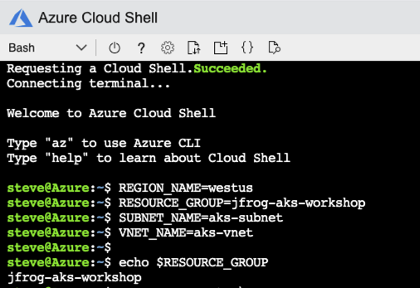 Azure Cloud Shell
Bash
Requesting a Cloud Shell.Succeeded.
Connecting terminal...
Welcome to Azure Cloud Shell
Type "az" to use Azure CLI
Type "help" to learn about Cloud Shell
steve@Azure:~$ REGION_NAME=westus
steve@Azure:~$ RESOURCE_GROUP=jfrog-aks-workshop
steve@Azure:~$ SUBNET_NAME=aks-subnet
steve@Azure:~$ VNET_NAME=aks-vnet
steve@Azure:~$
steve@Azure:~$ echo $RESOURCE_GROUP
jfrog-aks-workshop